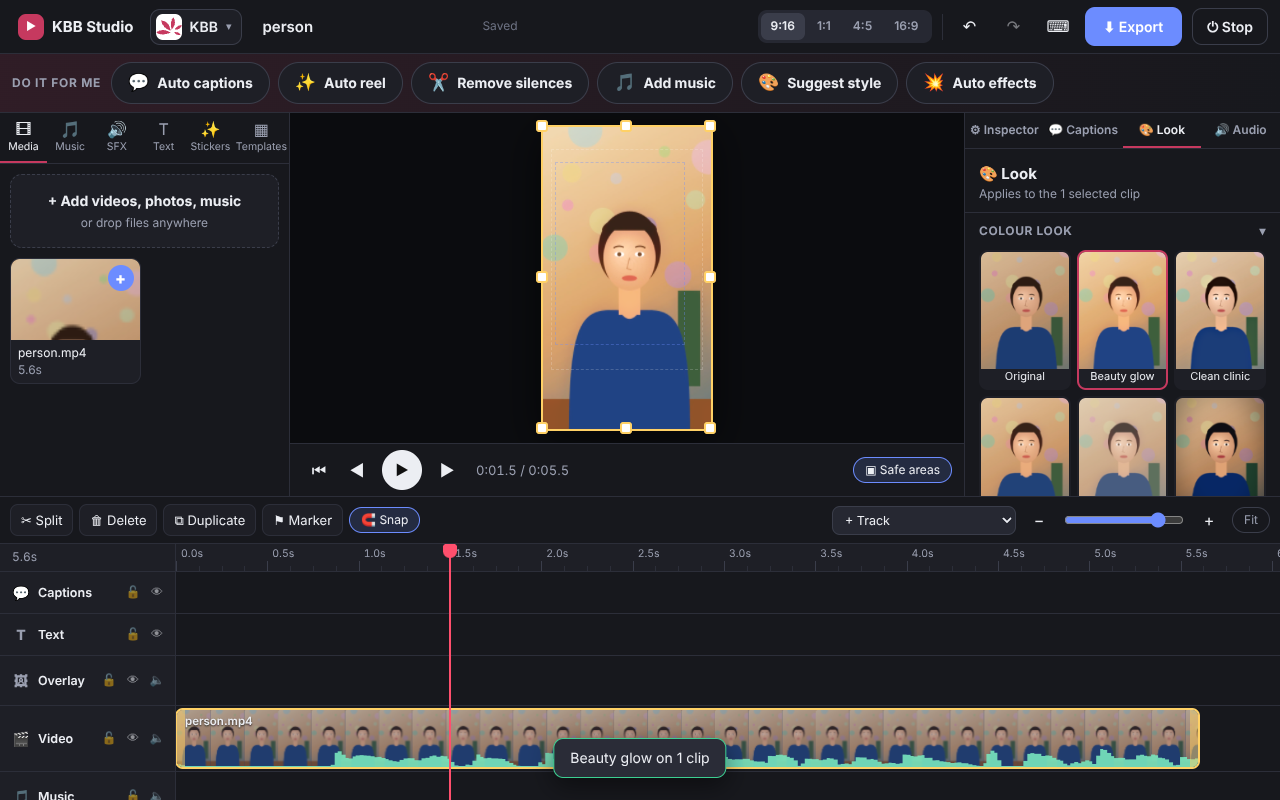 KBB Studio
KBB
person
Saved
9:16 1:1 4:5 16:9
Export
Stop
DO IT FOR ME
Auto captions
Auto reel
Remove silences
Add music
Suggest style
Auto effects
Media
Music
SFX
Text
Stickers
Templates
+ Add videos, photos, music
or drop files anywhere
person.mp4
5.6s
0:01.5 / 0:05.5
Safe areas
Inspector
Captions
Look
Audio
Look
Applies to the 1 selected clip
COLOUR LOOK
Original
Beauty glow
Clean clinic
Split
Delete
Duplicate
Marker
Snap
+ Track
Fit
5.6s
0.0s 0.5s 1.0s 1.5s 2.0s 2.5s 3.0s 3.5s 4.0s 4.5s 5.0s 5.5s
Captions
Text
Overlay
Video
person.mp4
Beauty glow on 1 clip
Music